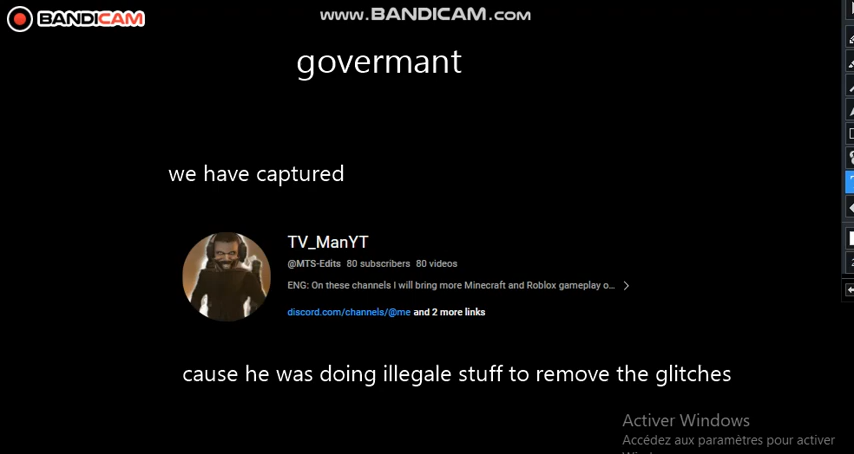 BANDICAM
www.BANDICAM.com
govermant
we have captured
TV_ManYT
@MTS-Edits 80 subscribers 80 videos
ENG: On these channels I will bring more Minecraft and Roblox gameplay o...
discord.com/channels/@me and 2 more links
cause he was doing illegale stuff to remove the glitches
Activer Windows
Accédez aux paramètres pour activer